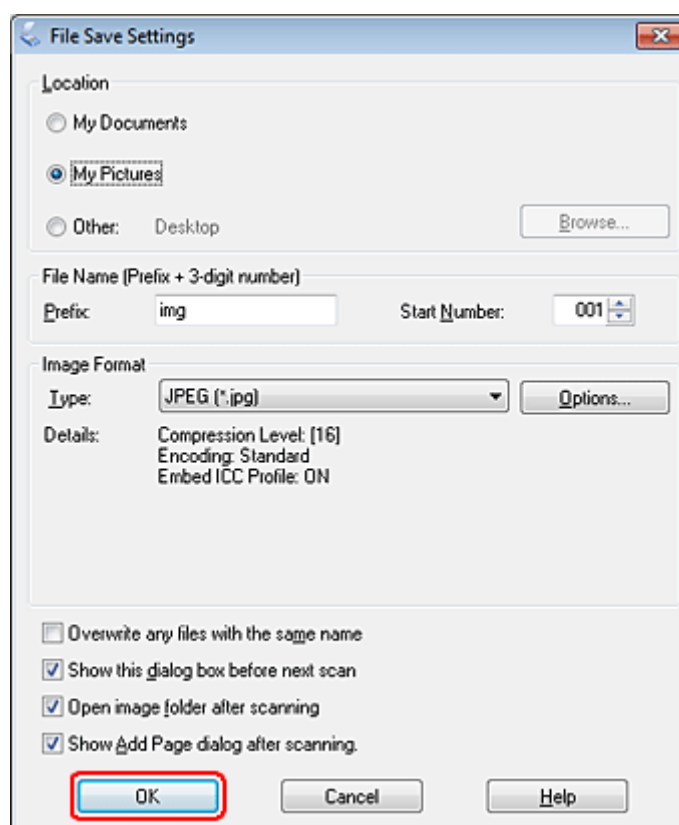 File Save Settings
Location
My Documents
My Pictures
Other: Desktop Browse...
File Name (Prefix + 3-digit number)
Prefix: img Start Number: 001
Image Format
Type: JPEG (*.jpg) Options...
Details: Compression Level: [16]
Encoding: Standard
Embed ICC Profile: ON
Overwrite any files with the same name
Show this dialog box before next scan
Open image folder after scanning
Show Add Page dialog after scanning.
OK Cancel Help